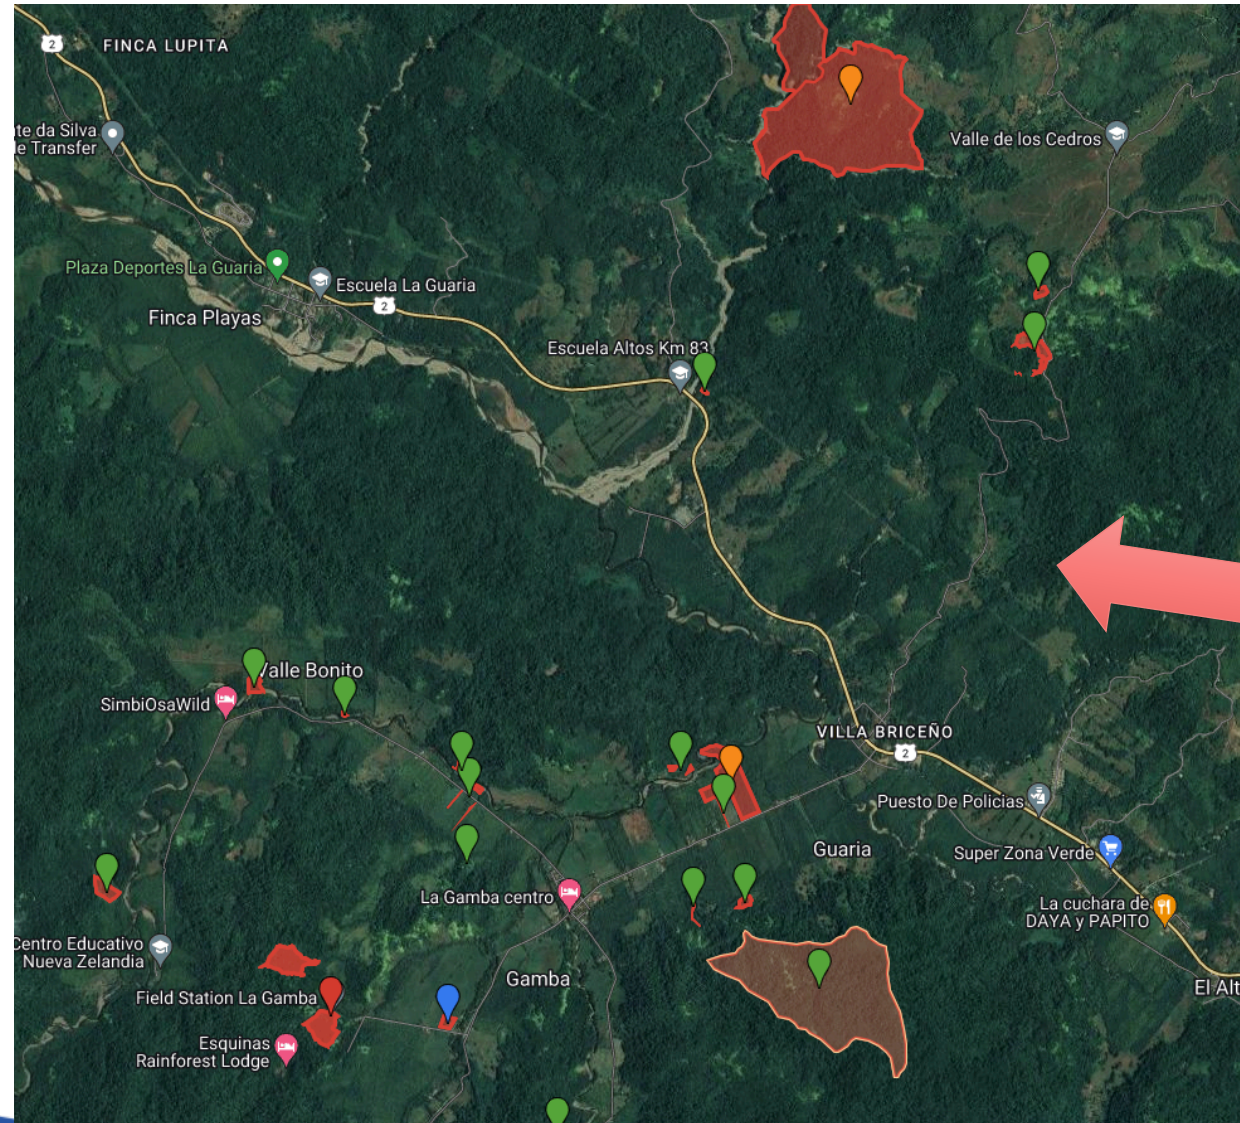 2
FINCA LUPITA
te da Silva
le Transfer
Valle de los Cedros
Plaza Deportes La Guaria
Escuela La Guaria
2
Finca Playas
Escuela Altos Km 83
Valle Bonito
SimbiOsaWild
VILLA BRICEÑO
2
Puesto De Policias
Guaria
Super Zona Verde
La Gamba centro
La cuchara de
DAYA y PAPITO
Centro Educativo
Nueva Zelandia
Gamba
Field Station La Gamba
El Alt
Esquinas
Rainforest Lodge